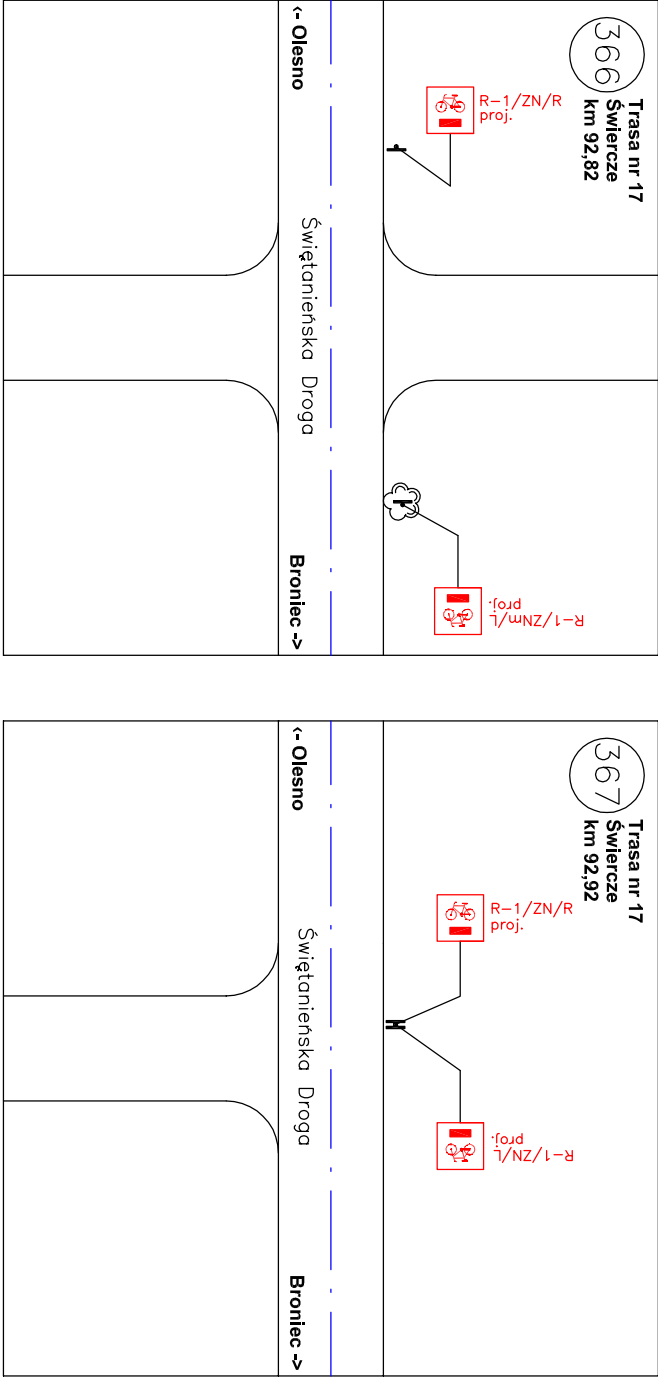 366
Trasa nr 17
Świercze
km 92,82
R-1/ZN/R
proj.
R-1/ZNm/L
proj.
<- Olesno
Świętanieńska Droga
Broniec ->
367
Trasa nr 17
Świercze
km 92,92
R-1/ZN/R
proj.
R-1/ZN/L
proj.
<- Olesno
Świętanieńska Droga
Broniec ->